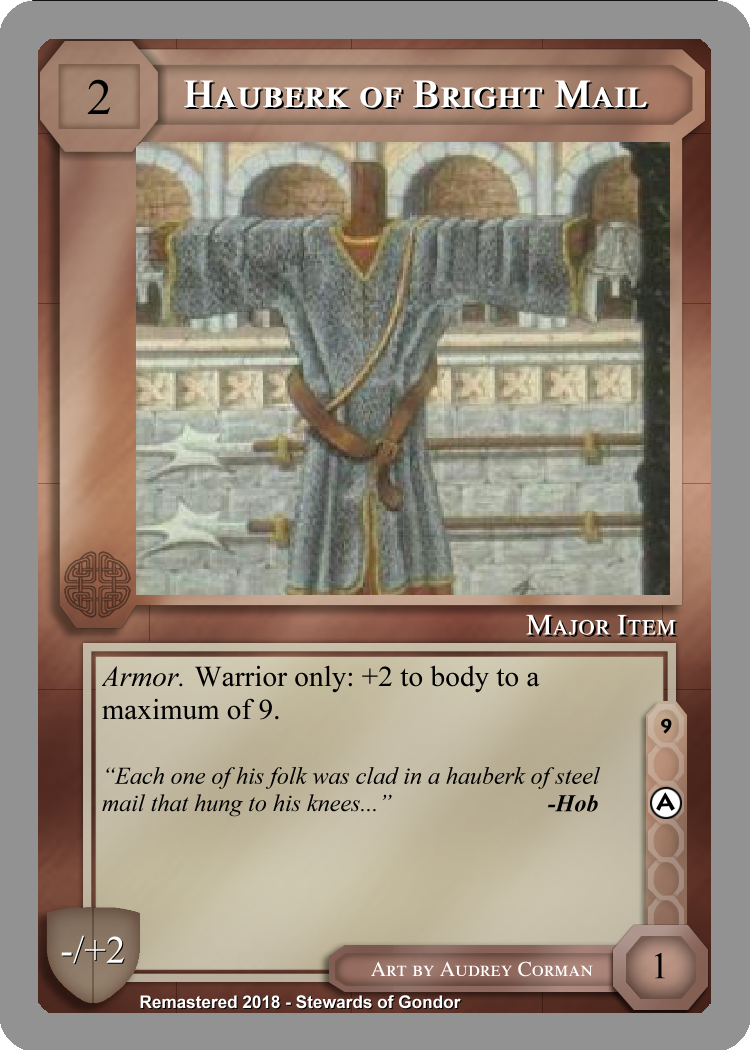 2
Hauberk of Bright Mail
Major Item
Armor. Warrior only: +2 to body to a
maximum of 9.
9
“Each one of his folk was clad in a hauberk of steel
mail that hung to his knees...” -Hob
A
-/+2
Art by Audrey Corman
1
Remastered 2018 - Stewards of Gondor